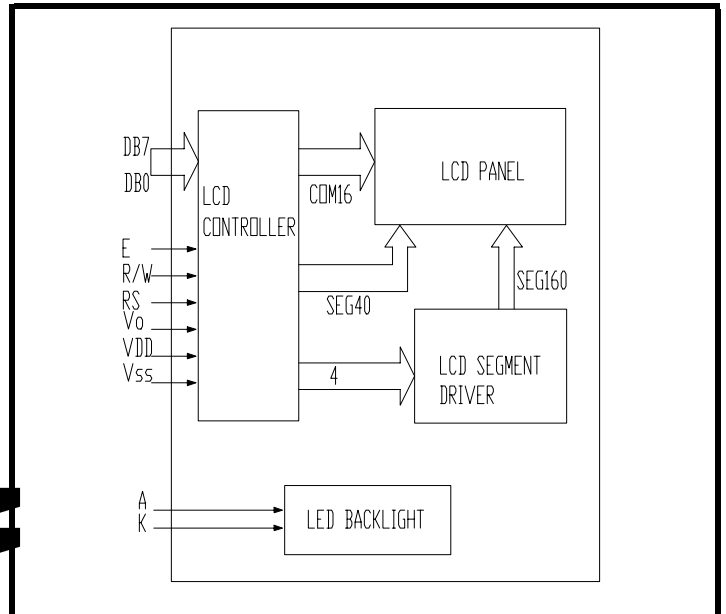 DB7
DB0
E
R/W
RS
Vo
VDD
Vss
LCD
CONTROLLER
COM16
SEG40
4
LCD PANEL
SEG160
LCD SEGMENT
DRIVER
A
K
LED BACKLIGHT